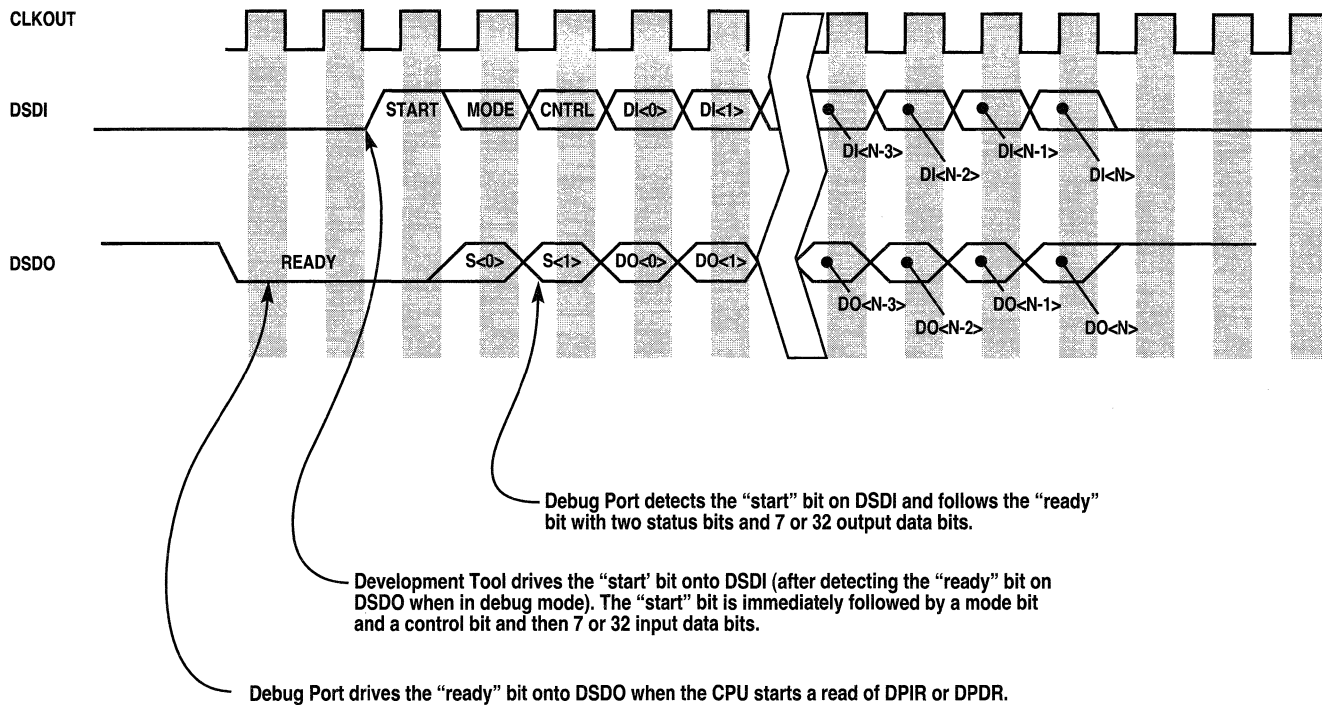 CLKOUT
DSDI
START
MODE
CNTRL
DI<0>
DI<1>
DI<N-3>
DI<N-2>
DI<N-1>
DI<N>
DSDO
READY
S<0>
S<1>
DO<0>
DO<1>
DO<N-3>
DO<N-2>
DO<N-1>
DO<N>
Debug Port detects the “start” bit on DSDI and follows the “ready”
bit with two status bits and 7 or 32 output data bits.
Development Tool drives the “start’ bit onto DSDI (after detecting the “ready” bit on
DSDO when in debug mode). The “start” bit is immediately followed by a mode bit
and a control bit and then 7 or 32 input data bits.
Debug Port drives the “ready” bit onto DSDO when the CPU starts a read of DPIR or DPDR.